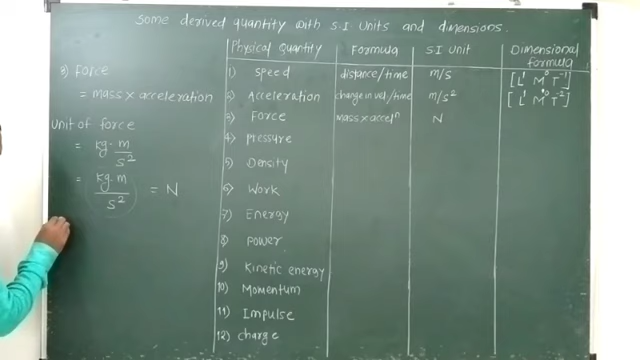 Some derived quantity with S.I Units and dimensions.
3) Force
= mass x acceleration
Unit of force
= kg. m/s²
= kg. m/s² = N
Physical Quantity Formula S.I Unit Dimensional formula
1) Speed distance/time m/s [L¹ M⁰ T⁻¹]
2) Acceleration change in vel/time m/s² [L¹ M⁰ T⁻²]
3) Force mass x accelⁿ N
4) Pressure
5) Density
6) Work
7) Energy
8) Power
9) Kinetic energy
10) Momentum
11) Impulse
12) Charge